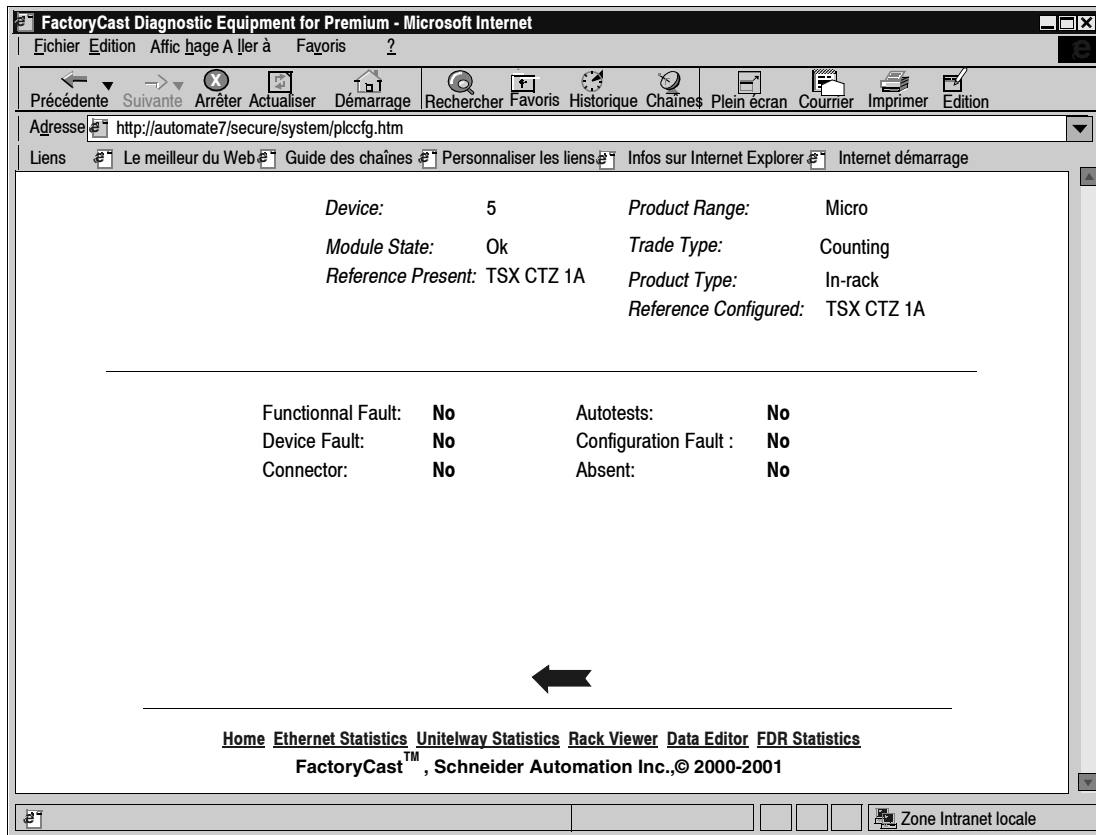 FactoryCast Diagnostic Equipment for Premium - Microsoft Internet
Fichier Edition Affic hage A ller à Favoris ?
Précédente Suivante Arrêter Actualiser Démarrage Rechercher Favoris Historique Chaînes Plein écran Courrier Imprimer Edition
Adresse http://automate7/secure/system/plccfg.htm
Liens Le meilleur du Web Guide des chaînes Personnaliser les liens Infos sur Internet Explorer Internet démarrage
Device: 5 Product Range: Micro
Module State: Ok Trade Type: Counting
Reference Present: TSX CTZ 1A Product Type: In-rack
Reference Configured: TSX CTZ 1A
Functionnal Fault: No Autotests: No
Device Fault: No Configuration Fault : No
Connector: No Absent: No
Home Ethernet Statistics Unitelway Statistics Rack Viewer Data Editor FDR Statistics
FactoryCast™ , Schneider Automation Inc.,© 2000-2001
Zone Intranet locale